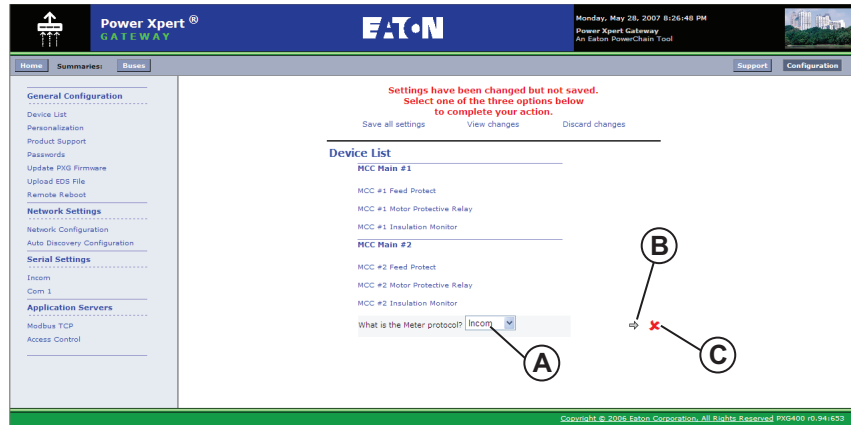 Power Xpert ®
GATEWAY
EATON
Monday, May 28, 2007 8:26:48 PM
Power Xpert Gateway
An Eaton PowerChain Tool
Home Summaries: Buses Support Configuration
General Configuration
Device List
Personalization
Product Support
Passwords
Update PXG Firmware
Upload EDS File
Remote Reboot
Network Settings
Network Configuration
Auto Discovery Configuration
Serial Settings
Incom
Com 1
Application Servers
Modbus TCP
Access Control
Settings have been changed but not saved.
Select one of the three options below
to complete your action.
Save all settings View changes Discard changes
Device List
MCC Main #1
MCC #1 Feed Protect
MCC #1 Motor Protective Relay
MCC #1 Insulation Monitor
MCC Main #2
MCC #2 Feed Protect
MCC #2 Motor Protective Relay
MCC #2 Insulation Monitor
What is the Meter protocol? Incom
B
A
C
Copyright © 2006 Eaton Corporation. All Rights Reserved PXG400 r0.94:653